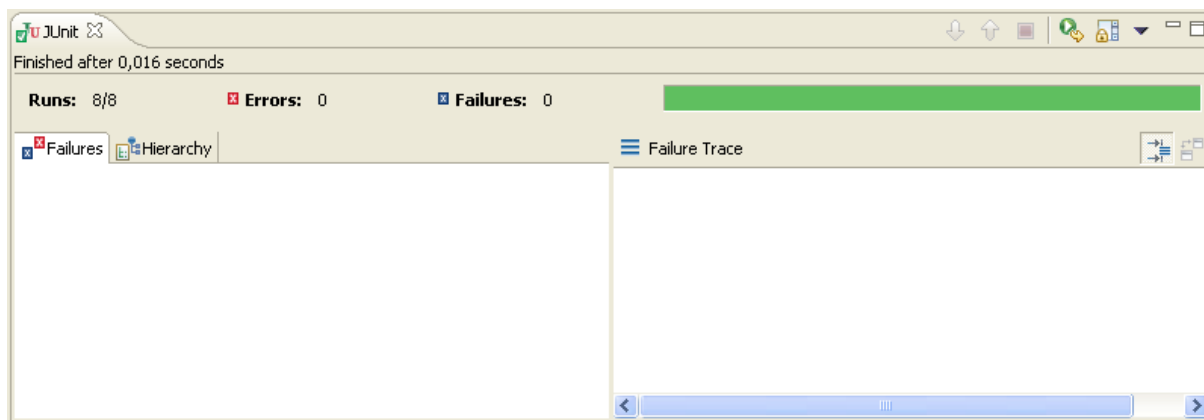 JUnit
Finished after 0,016 seconds
Runs: 8/8 Errors: 0 Failures: 0
Failures Hierarchy Failure Trace